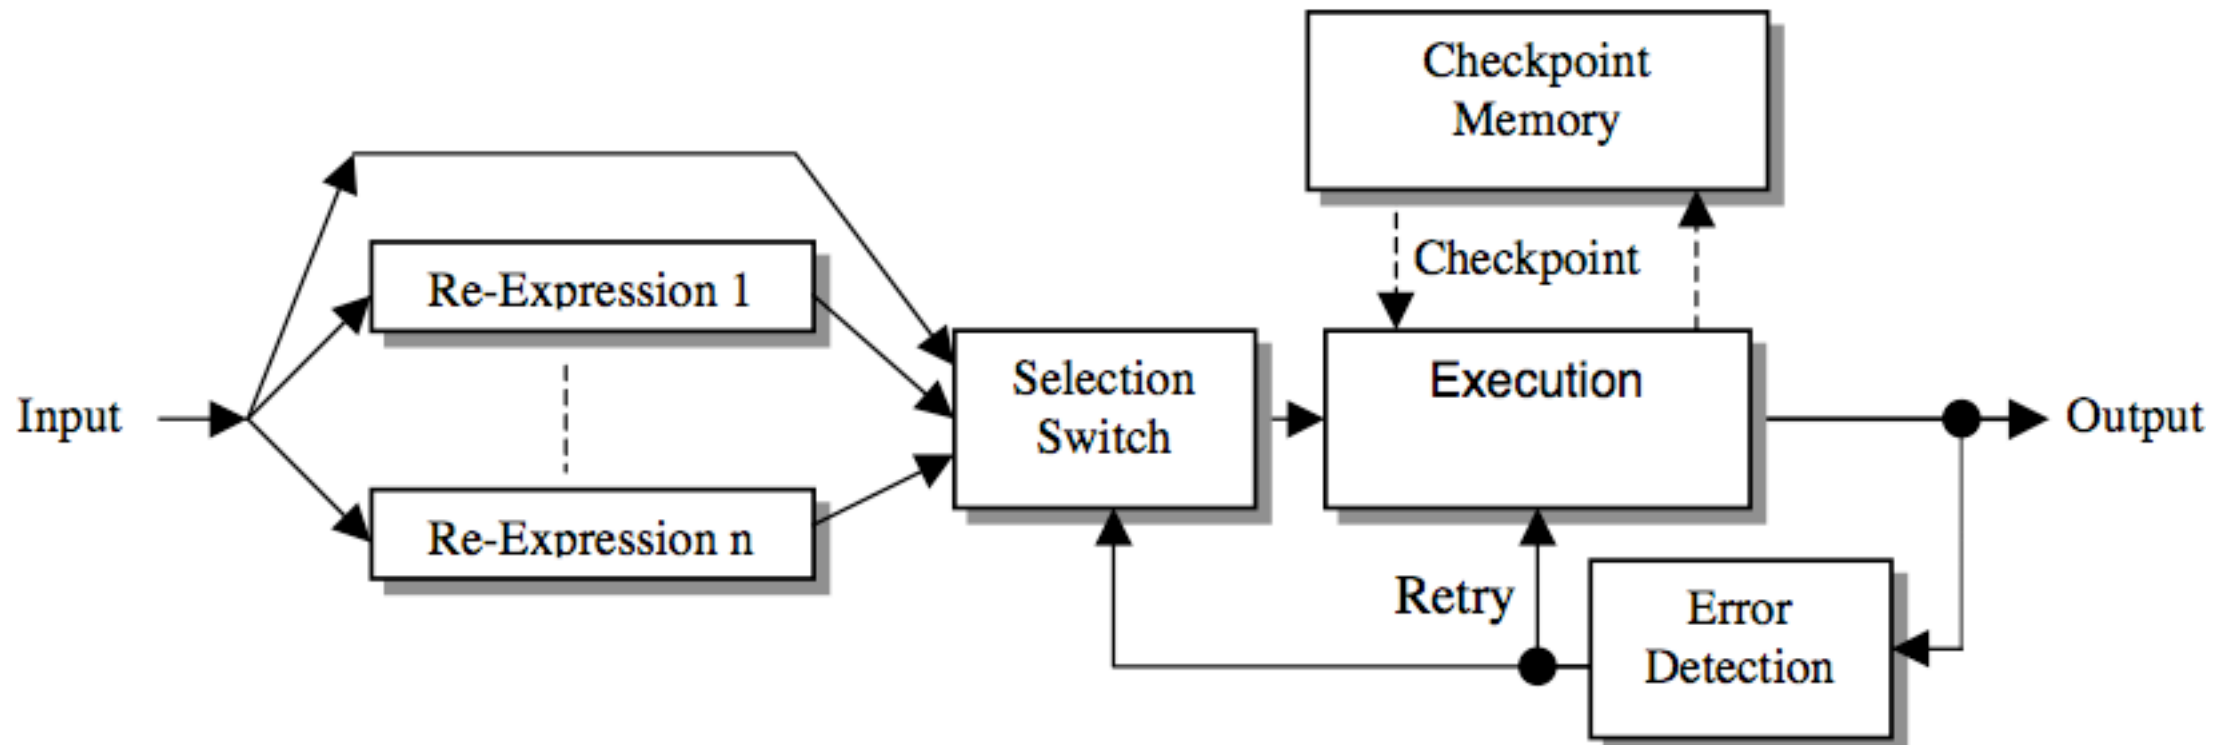 Checkpoint
Memory
Checkpoint
Re-Expression 1
Input
Selection
Switch
Execution
Output
Re-Expression n
Retry
Error
Detection